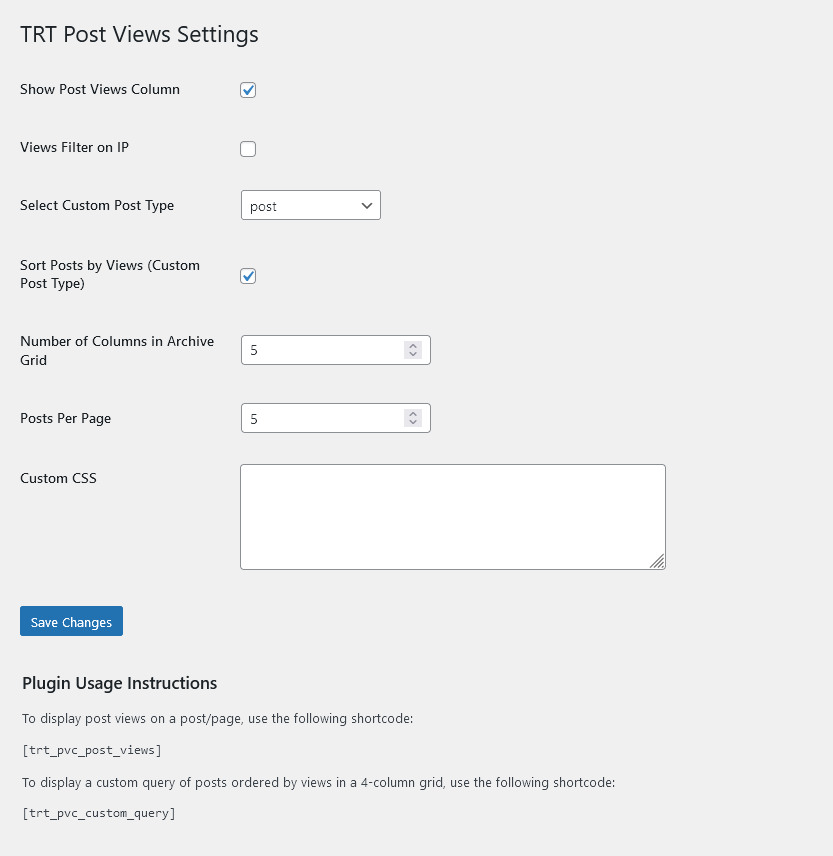 TRT Post Views Settings
Show Post Views Column
Views Filter on IP
Select Custom Post Type
post
Sort Posts by Views (Custom
Post Type)
Number of Columns in Archive
Grid
5
Posts Per Page
5
Custom CSS
Save Changes
Plugin Usage Instructions
To display post views on a post/page, use the following shortcode:
[trt_pvc_post_views]
To display a custom query of posts ordered by views in a 4-column grid, use the following shortcode:
[trt_pvc_custom_query]